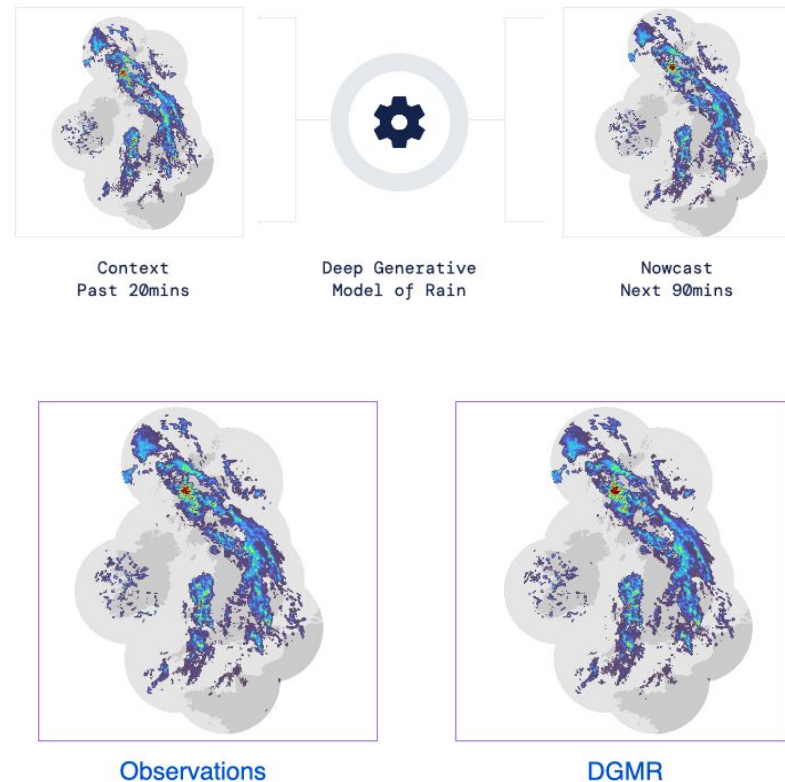 Context
Past 20mins
Deep Generative
Model of Rain
Nowcast
Next 90mins
Observations
DGMR